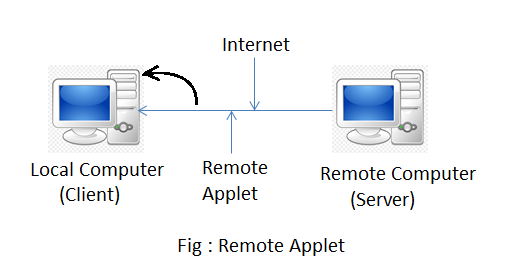 Internet
Local Computer
(Client)
Remote
Applet
Remote Computer
(Server)
Fig : Remote Applet